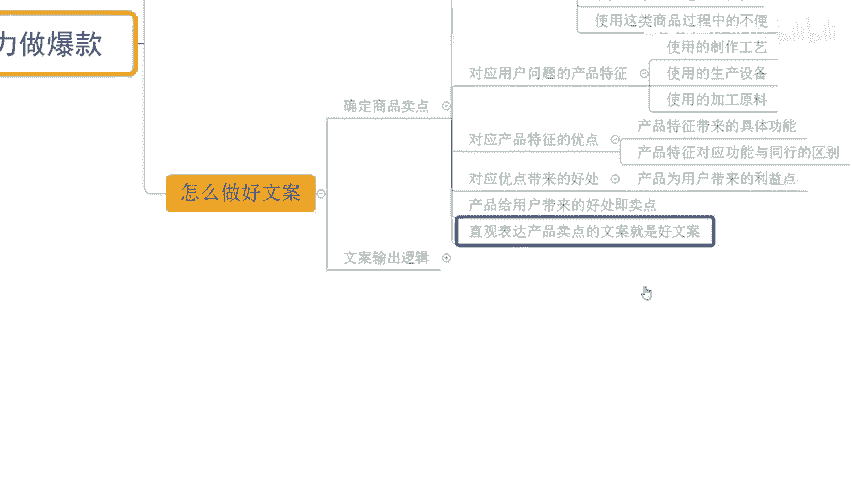 力做爆款
使用这类商品过程中的不便
使用的制作工艺
对应用户问题的产品特征
使用的生产设备
使用的加工原料
确定商品卖点
产品特征带来的具体功能
对应产品特征的优点
产品特征对应功能与同行的区别
对应优点带来的好处
产品为用户带来的利益点
怎么做好文案
产品给用户带来的好处即卖点
直观表达产品卖点的文案就是好文案
文案输出逻辑